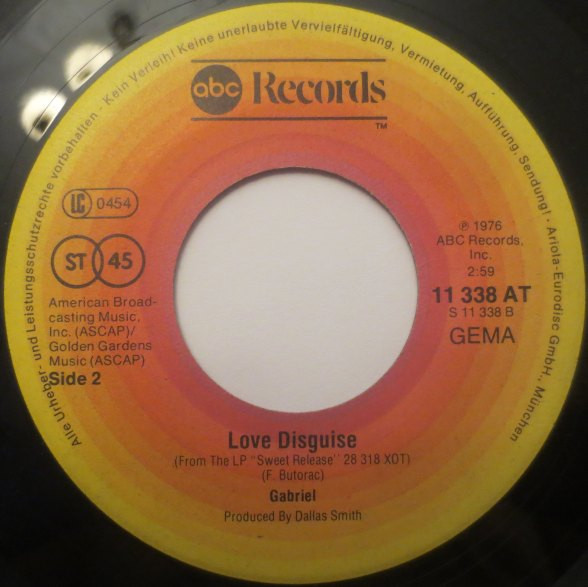 Alle Urheber- und Leistungsschutzrechte vorbehalten - Kein Verleih! Keine unerlaubte Vervielfältigung, Vermietung, Aufführung, Sendung! - Ariola-Eurodisc GmbH., München
abc Records
TM
LC 0454
ST 45
American Broad-
casting Music,
Inc. (ASCAP)/
Golden Gardens
Music (ASCAP)
Side 2
℗ 1976
ABC Records,
Inc.
2:59
11 338 AT
S 11 338 B
GEMA
Love Disguise
(From The LP "Sweet Release" 28 318 XOT)
(F. Butorac)
Gabriel
Produced By Dallas Smith